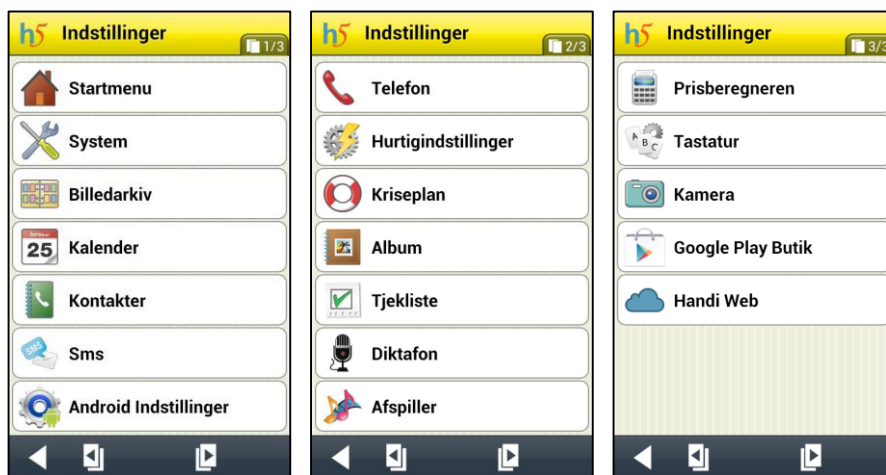 h5 Indstillinger 1/3
Startmenu
System
Billedarkiv
25 Kalender
Kontakter
SMS Sms
Android Indstillinger
h5 Indstillinger 2/3
Telefon
Hurtigindstillinger
Kriseplan
Album
Tjekliste
Diktafon
Afspiller
h5 Indstillinger 3/3
Prisberegneren
A B C Tastatur
Kamera
Google Play Butik
Handi Web